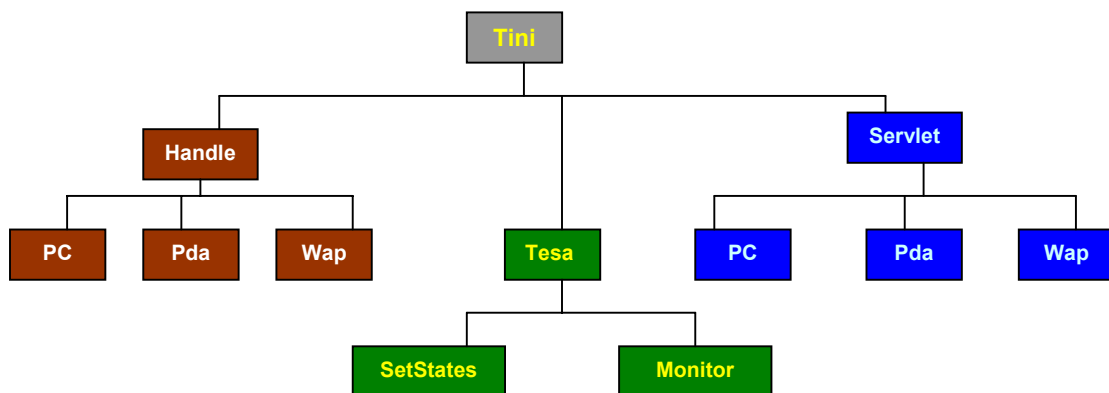 Tini
Handle
Servlet
PC
Pda
Wap
Tesa
PC
Pda
Wap
SetStates
Monitor